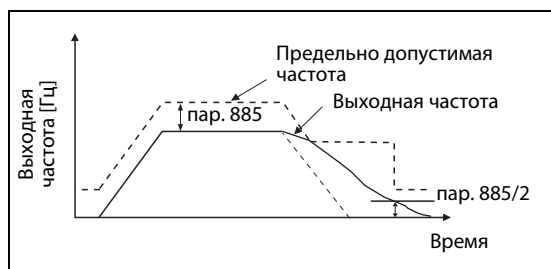 Предельно допустимая
частота
пар. 885
Выходная частота
Выходная
частота [Гц]
пар. 885/2
Время